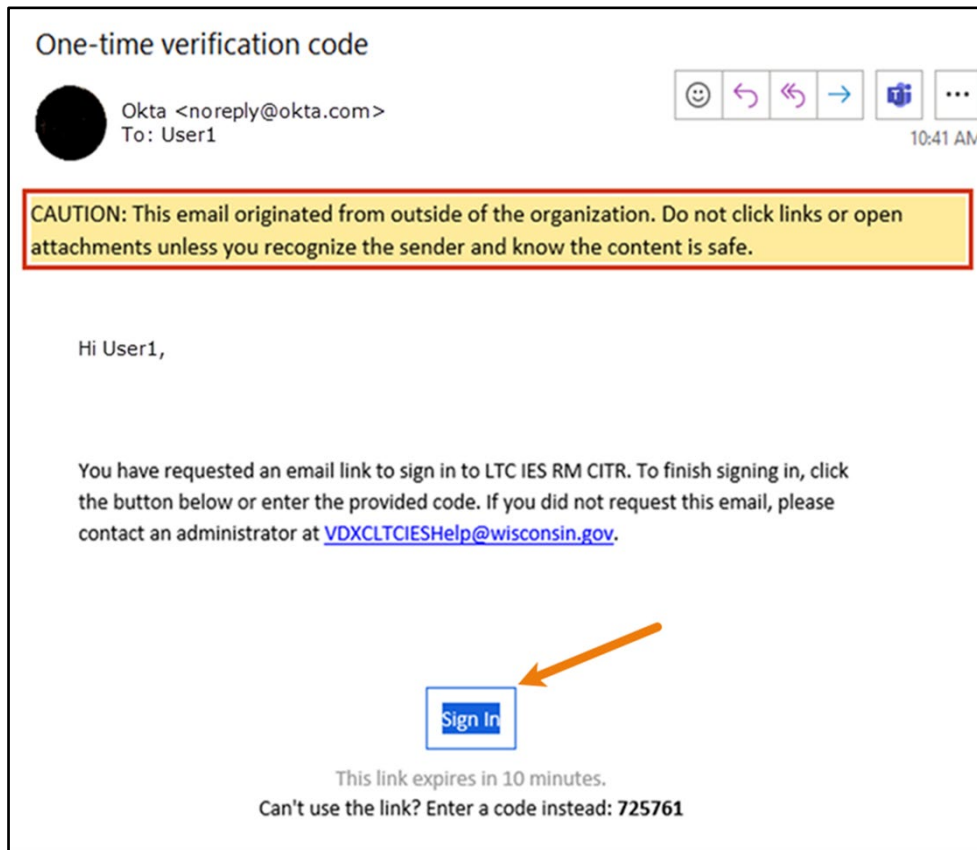 One-time verification code
Okta <noreply@okta.com>
To: User1
10:41 AM
CAUTION: This email originated from outside of the organization. Do not click links or open
attachments unless you recognize the sender and know the content is safe.
Hi User1,
You have requested an email link to sign in to LTC IES RM CITR. To finish signing in, click
the button below or enter the provided code. If you did not request this email, please
contact an administrator at VDXCLTCIESHelp@wisconsin.gov.
Sign In
This link expires in 10 minutes.
Can't use the link? Enter a code instead: 725761